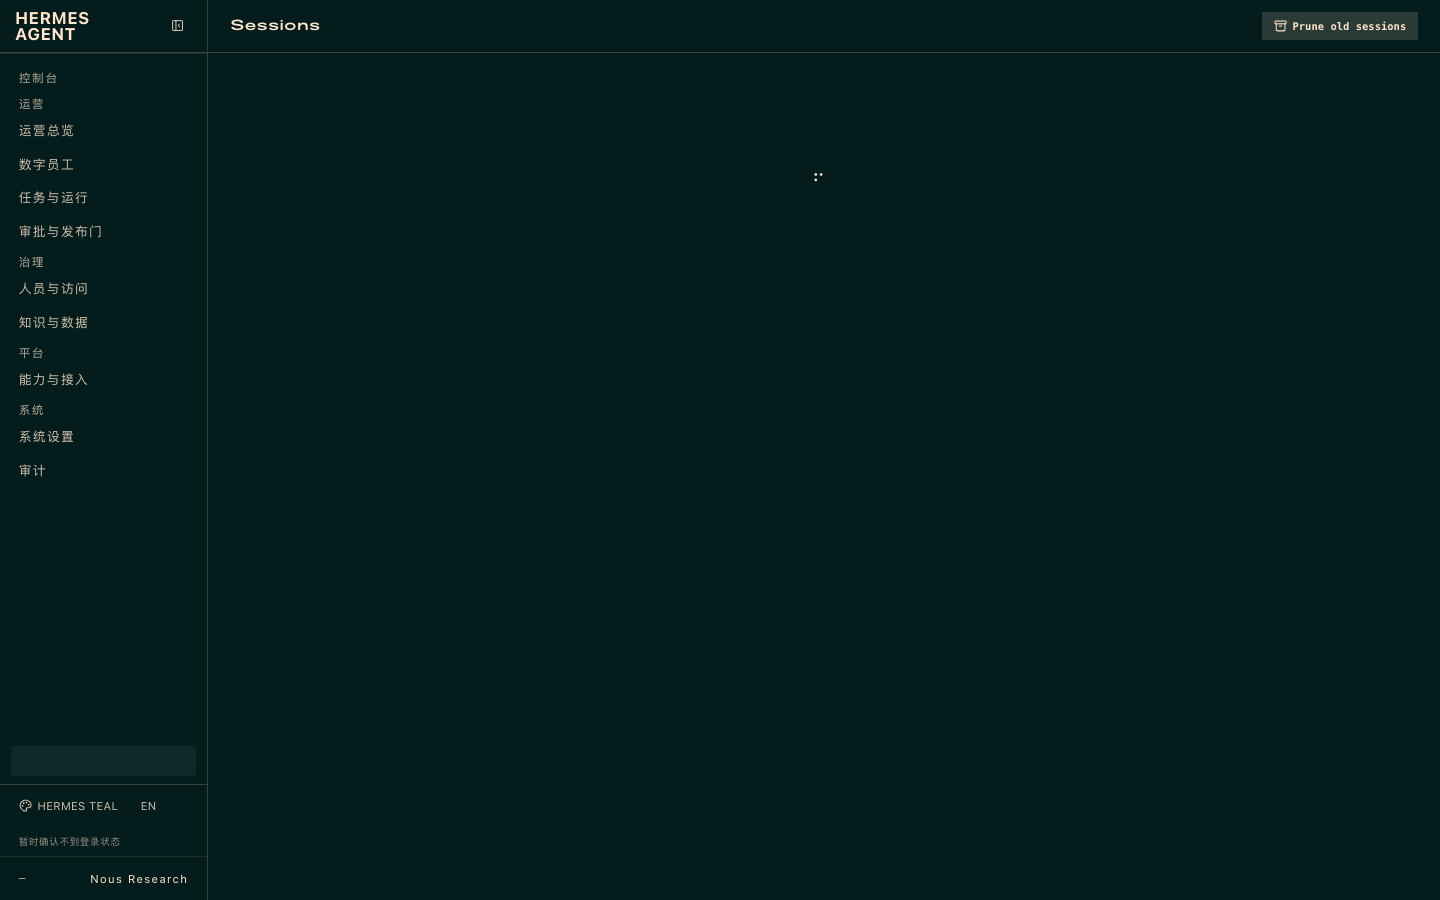 HERMES
AGENT
Sessions
Prune old sessions
控制台
运营
运营总览
数字员工
任务与运行
审批与发布门
治理
人员与访问
知识与数据
平台
能力与接入
系统
系统设置
审计
HERMES TEAL
EN
暂时确认不到登录状态
—
Nous Research